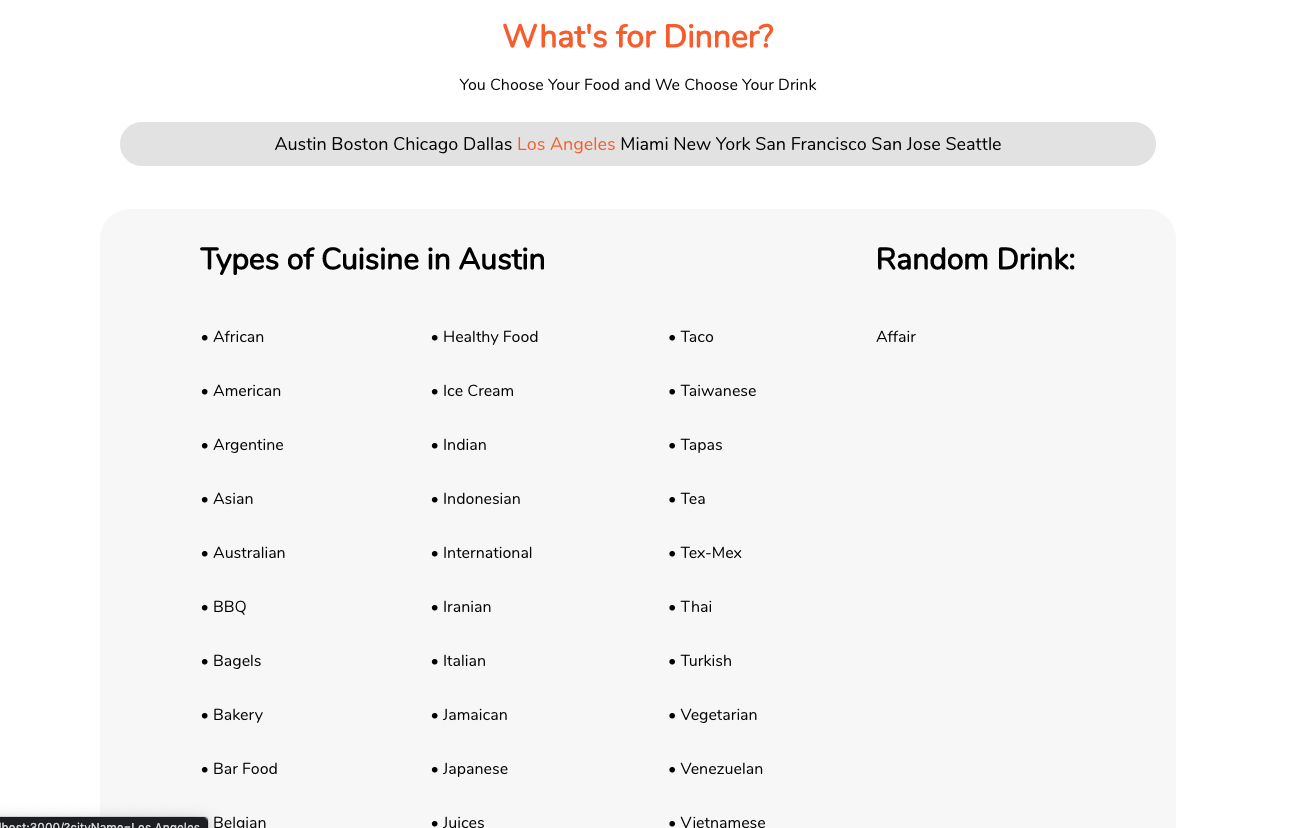 What's for Dinner?
You Choose Your Food and We Choose Your Drink
Austin Boston Chicago Dallas Los Angeles Miami New York San Francisco San Jose Seattle
Types of Cuisine in Austin
• African
• American
• Argentine
• Asian
• Australian
• BBQ
• Bagels
• Bakery
• Bar Food
Belgian
• Healthy Food
• Ice Cream
• Indian
• Indonesian
• International
• Iranian
• Italian
• Jamaican
• Japanese
• Juices
• Taco
• Taiwanese
• Tapas
• Tea
• Tex-Mex
• Thai
• Turkish
• Vegetarian
• Venezuelan
• Vietnamese
Random Drink:
Affair
lhost:3000/?cityName=Los Angeles